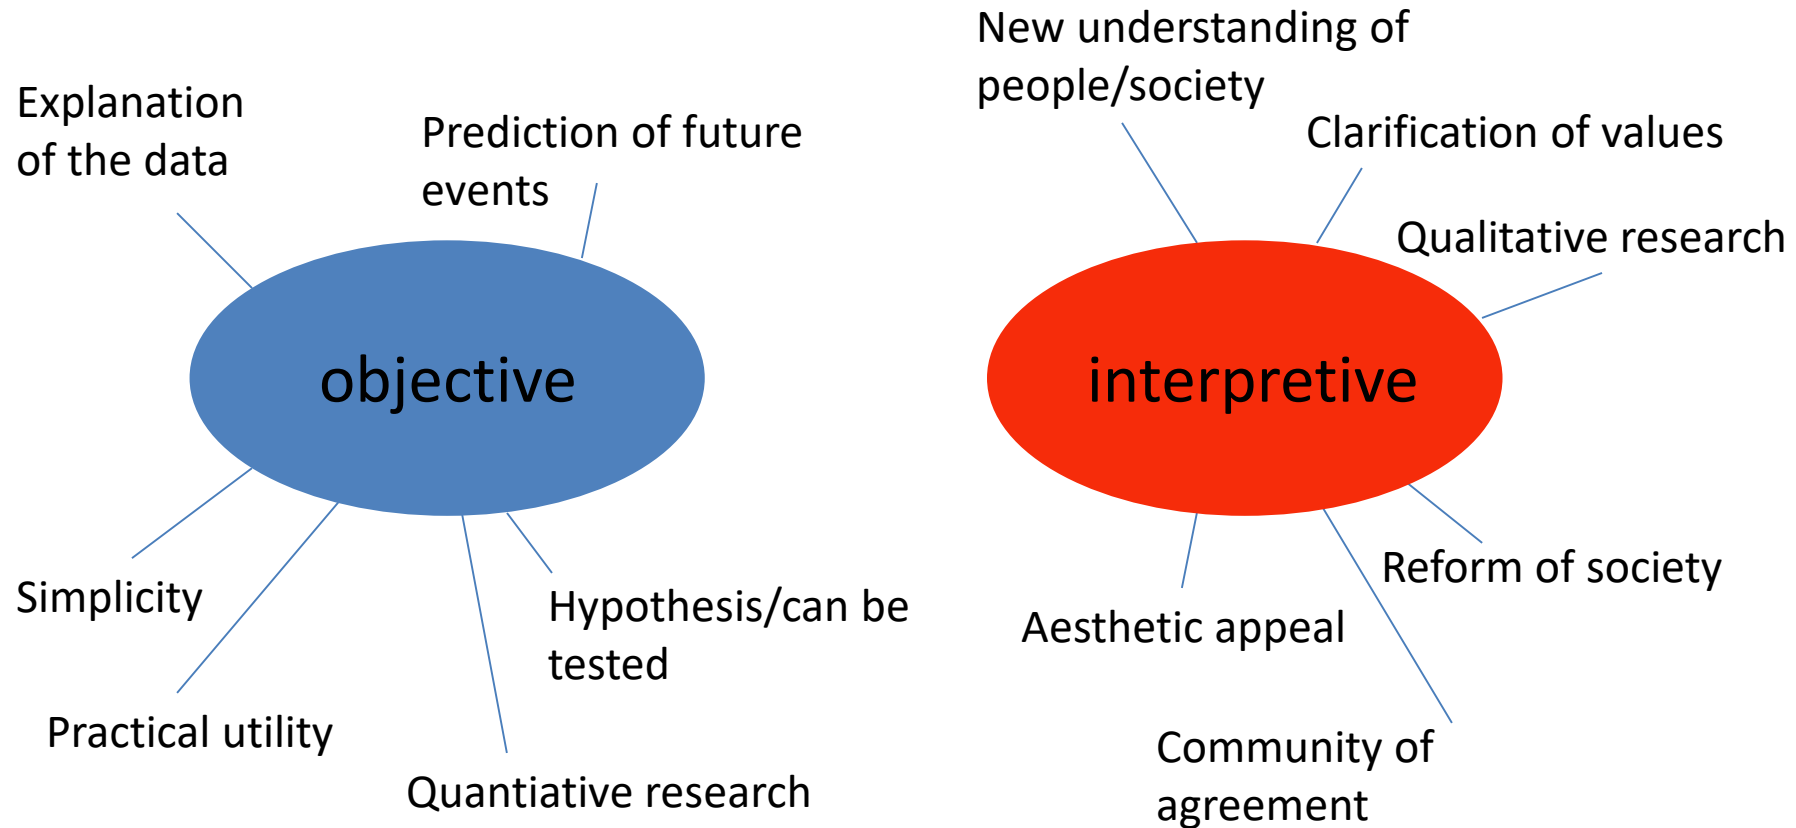 Explanation
of the data
Prediction of future
events
objective
Simplicity
Practical utility
Quantiative research
Hypothesis/can be
tested
New understanding of
people/society
Clarification of values
Qualitative research
interpretive
Reform of society
Aesthetic appeal
Community of
agreement